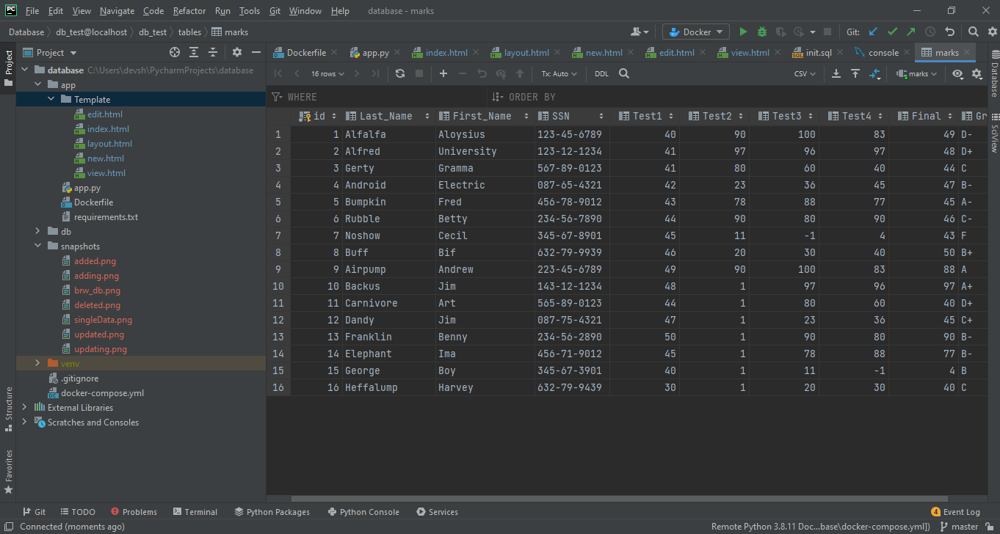 PC File Edit View Navigate Code Refactor Run Tools Git Window Help database - marks
Database db_test@localhost db_test tables marks Docker Git:
Project Dockerfile app.py index.html layout.html new.html edit.html view.html init.sql console marks
Project
database C:\Users\devsh\PycharmProjects\database
app
Template
edit.html
index.html
layout.html
new.html
view.html
app.py
Dockerfile
requirements.txt
db
snapshots
added.png
adding.png
brw_db.png
deleted.png
singleData.png
updated.png
updating.png
venv
.gitignore
docker-compose.yml
External Libraries
Scratches and Consoles
Structure
Favorites
16 rows Tx: Auto DDL CSV marks
WHERE ORDER BY
id Last_Name First_Name SSN Test1 Test2 Test3 Test4 Final Gr
1 1 Alfalfa Aloysius 123-45-6789 40 90 100 83 49 D-
2 2 Alfred University 123-12-1234 41 97 96 97 48 D+
3 3 Gerty Gramma 567-89-0123 41 80 60 40 44 C
4 4 Android Electric 087-65-4321 42 23 36 45 47 B-
5 5 Bumpkin Fred 456-78-9012 43 78 88 77 45 A-
6 6 Rubble Betty 234-56-7890 44 90 80 90 46 C-
7 7 Noshow Cecil 345-67-8901 45 11 -1 4 43 F
8 8 Buff Bif 632-79-9939 46 20 30 40 50 B+
9 9 Airpump Andrew 223-45-6789 49 90 100 83 88 A
10 10 Backus Jim 143-12-1234 48 1 97 96 97 A+
11 11 Carnivore Art 565-89-0123 44 1 80 60 40 D+
12 12 Dandy Jim 087-75-4321 47 1 23 36 45 C+
13 13 Franklin Benny 234-56-2890 50 1 90 80 90 B-
14 14 Elephant Ima 456-71-9012 45 1 78 88 77 B-
15 15 George Boy 345-67-3901 40 1 11 -1 4 B
16 16 Heffalump Harvey 632-79-9439 30 1 20 30 40 C
Database
SciView
Git TODO Problems Terminal Python Packages Python Console Services 4 Event Log
Connected (moments ago) Remote Python 3.8.11 Doc...base\docker-compose.yml]) master